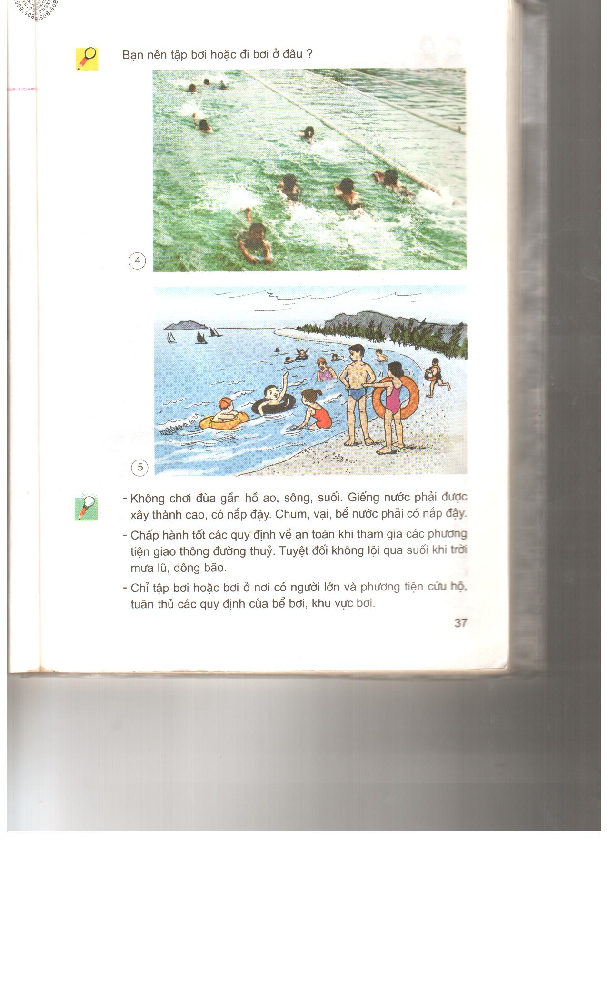 Bạn nên tập bơi hoặc đi bơi ở đâu ?
4
5
- Không chơi đùa gần hồ ao, sông, suối. Giếng nước phải được
xây thành cao, có nắp đậy. Chum, vại, bể nước phải có nắp đậy.
- Chấp hành tốt các quy định về an toàn khi tham gia các phương
tiện giao thông đường thuỷ. Tuyệt đối không lội qua suối khi trời
mưa lũ, dông bão.
- Chỉ tập bơi hoặc bơi ở nơi có người lớn và phương tiện cứu hộ,
tuân thủ các quy định của bể bơi, khu vực bơi.
37